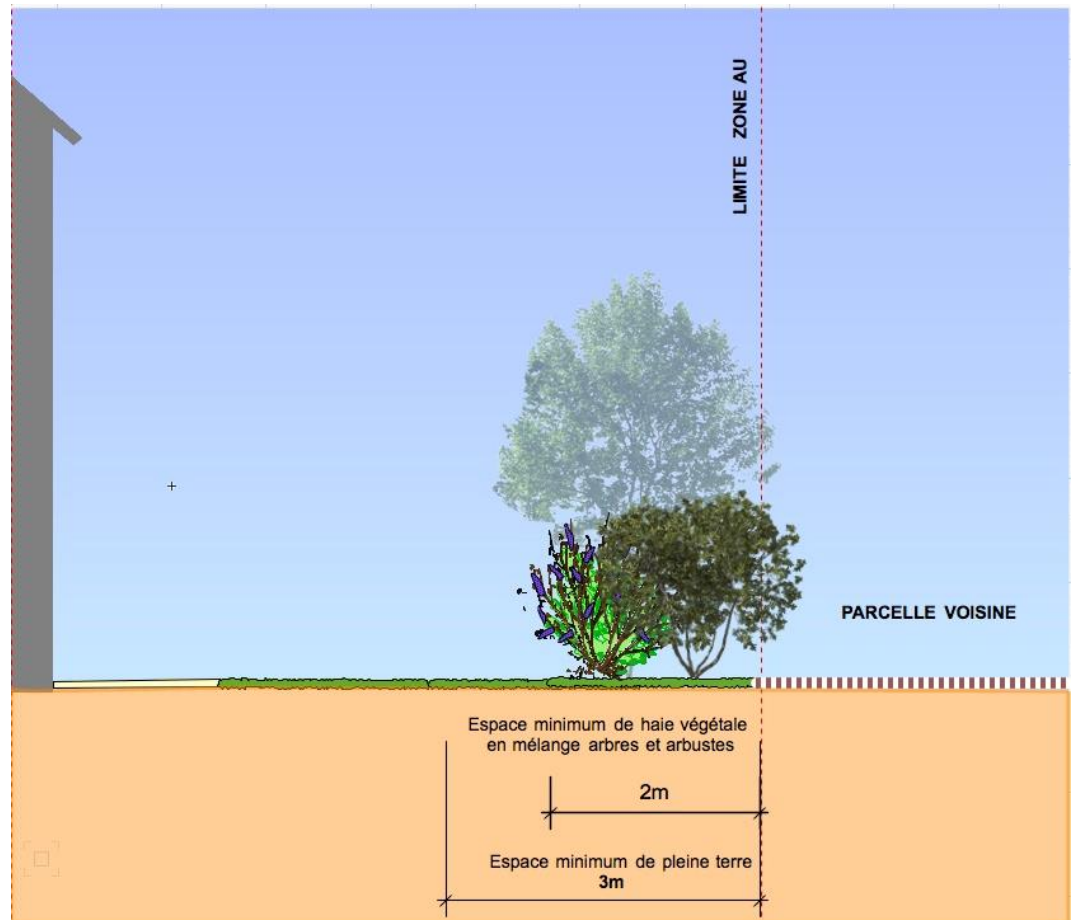 LIMITE ZONE AU
PARCELLE VOISINE
Espace minimum de haie végétale
en mélange arbres et arbustes
2m
Espace minimum de pleine terre
3m